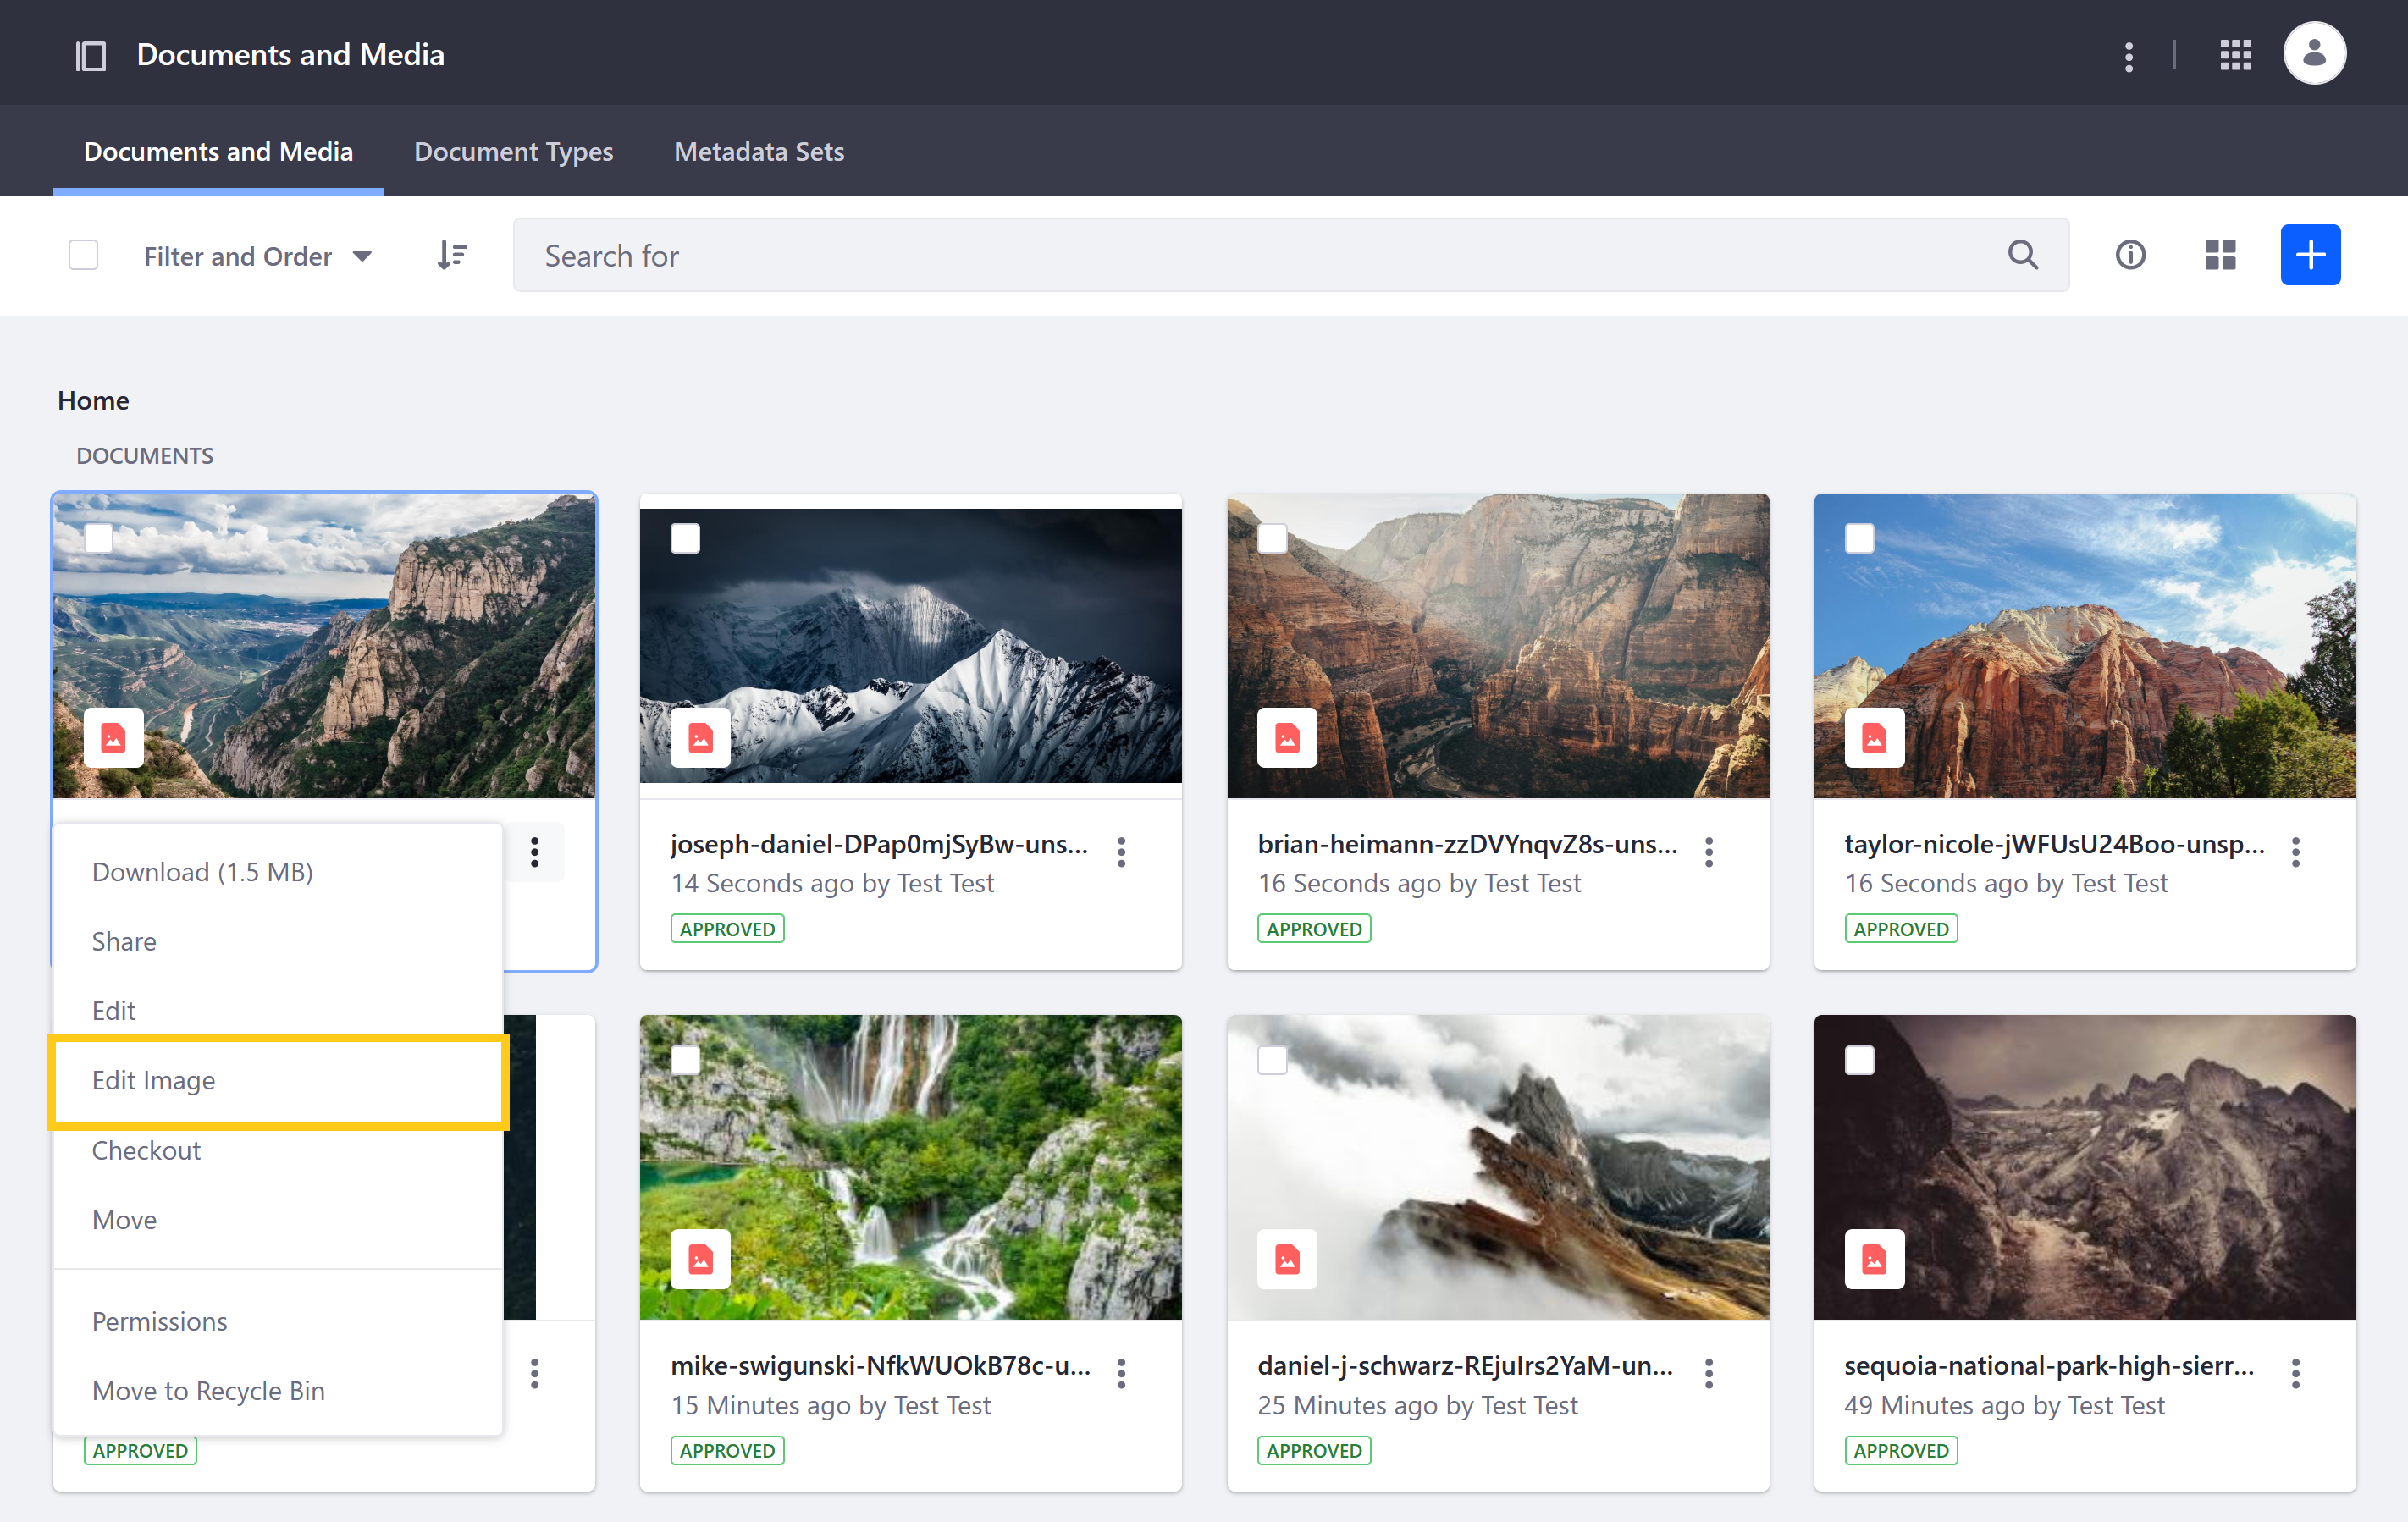 Documents and Media
Documents and Media Document Types Metadata Sets
Filter and Order Search for
Home
DOCUMENTS
joseph-daniel-DPap0mjSyBw-uns...
14 Seconds ago by Test Test
APPROVED
brian-heimann-zzDVYnqvZ8s-uns...
16 Seconds ago by Test Test
APPROVED
taylor-nicole-jWFUsU24Boo-unsp...
16 Seconds ago by Test Test
APPROVED
Download (1.5 MB)
Share
Edit
Edit Image
Checkout
Move
Permissions
Move to Recycle Bin
APPROVED
mike-swigunski-NfkWUOkB78c-u...
15 Minutes ago by Test Test
APPROVED
daniel-j-schwarz-REjuIrs2YaM-un...
25 Minutes ago by Test Test
APPROVED
sequoia-national-park-high-sierr...
49 Minutes ago by Test Test
APPROVED